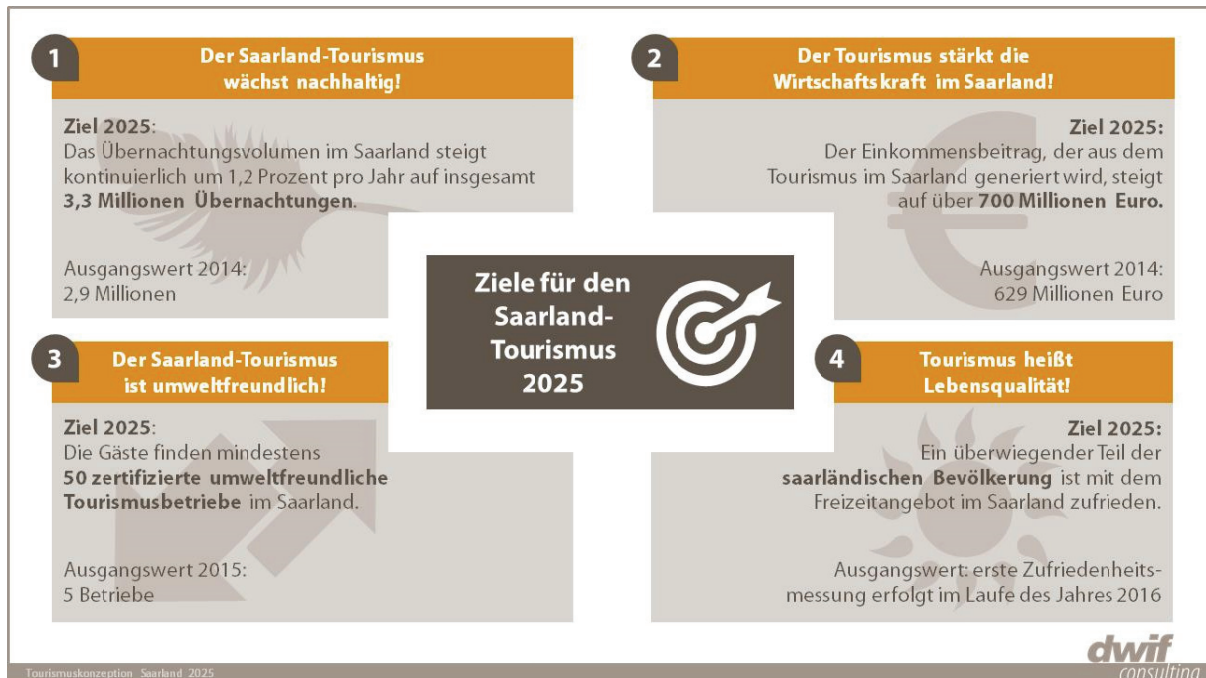 1
Der Saarland-Tourismus
wächst nachhaltig!
Ziel 2025:
Das Übernachtungsvolumen im Saarland steigt
kontinuierlich um 1,2 Prozent pro Jahr auf insgesamt
3,3 Millionen Übernachtungen.
Ausgangswert 2014:
2,9 Millionen
2
Der Tourismus stärkt die
Wirtschaftskraft im Saarland!
Ziel 2025:
Der Einkommensbeitrag, der aus dem
Tourismus im Saarland generiert wird, steigt
auf über 700 Millionen Euro.
Ausgangswert 2014:
629 Millionen Euro
Ziele für den
Saarland-
Tourismus
2025
3
Der Saarland-Tourismus
ist umweltfreundlich!
Ziel 2025:
Die Gäste finden mindestens
50 zertifizierte umweltfreundliche
Tourismusbetriebe im Saarland.
Ausgangswert 2015:
5 Betriebe
4
Tourismus heißt
Lebensqualität!
Ziel 2025:
Ein überwiegender Teil der
saarländischen Bevölkerung ist mit dem
Freizeitangebot im Saarland zufrieden.
Ausgangswert: erste Zufriedenheits-
messung erfolgt im Laufe des Jahres 2016
Tourismuskonzeption Saarland 2025
dwif
consulting